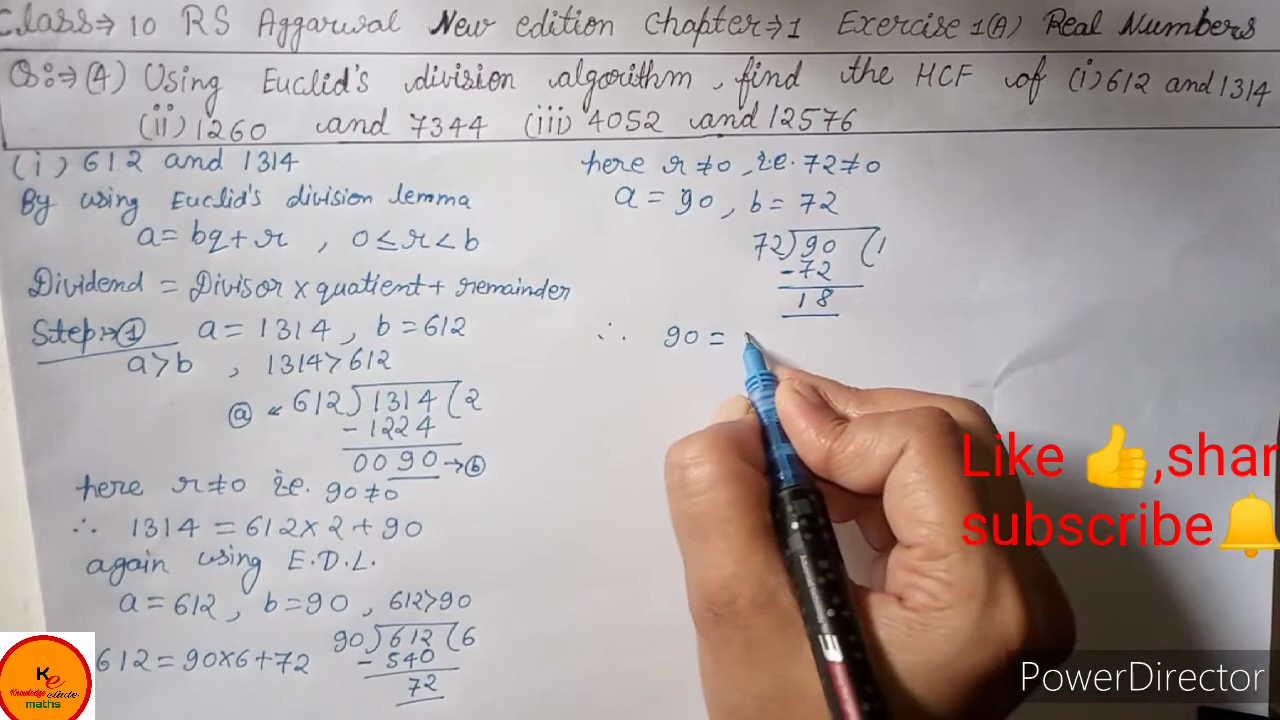 Class⇒10 RS Aggarwal New edition Chapter⇒1 Exercise 1(A) Real Numbers
Q:⇒(4) Using Euclid's division algorithm, find the HCF of (i) 612 and 1314
(ii) 1260 and 7344 (iii) 4052 and 12576
(i) 612 and 1314
By using Euclid's division lemma
a = bq + r , 0 ≤ r < b
Dividend = Divisor × quatient + remainder
Step:⇒① a = 1314 , b = 612
a > b , 1314 > 612
ⓐ ← 612)1314(2
-1224
0090 → ⓑ
here r ≠ 0 i.e. 90 ≠ 0
∴ 1314 = 612 × 2 + 90
again using E.D.L.
a = 612 , b = 90 , 612 > 90
90)612(6
-540
72
612 = 90×6+72
here r ≠ 0 , i.e. 72 ≠ 0
a = 90 , b = 72
72)90(1
-72
18
∴ 90 =
Like 👍,shar
subscribe🔔
Ke
Knowledge elude
maths
PowerDirector